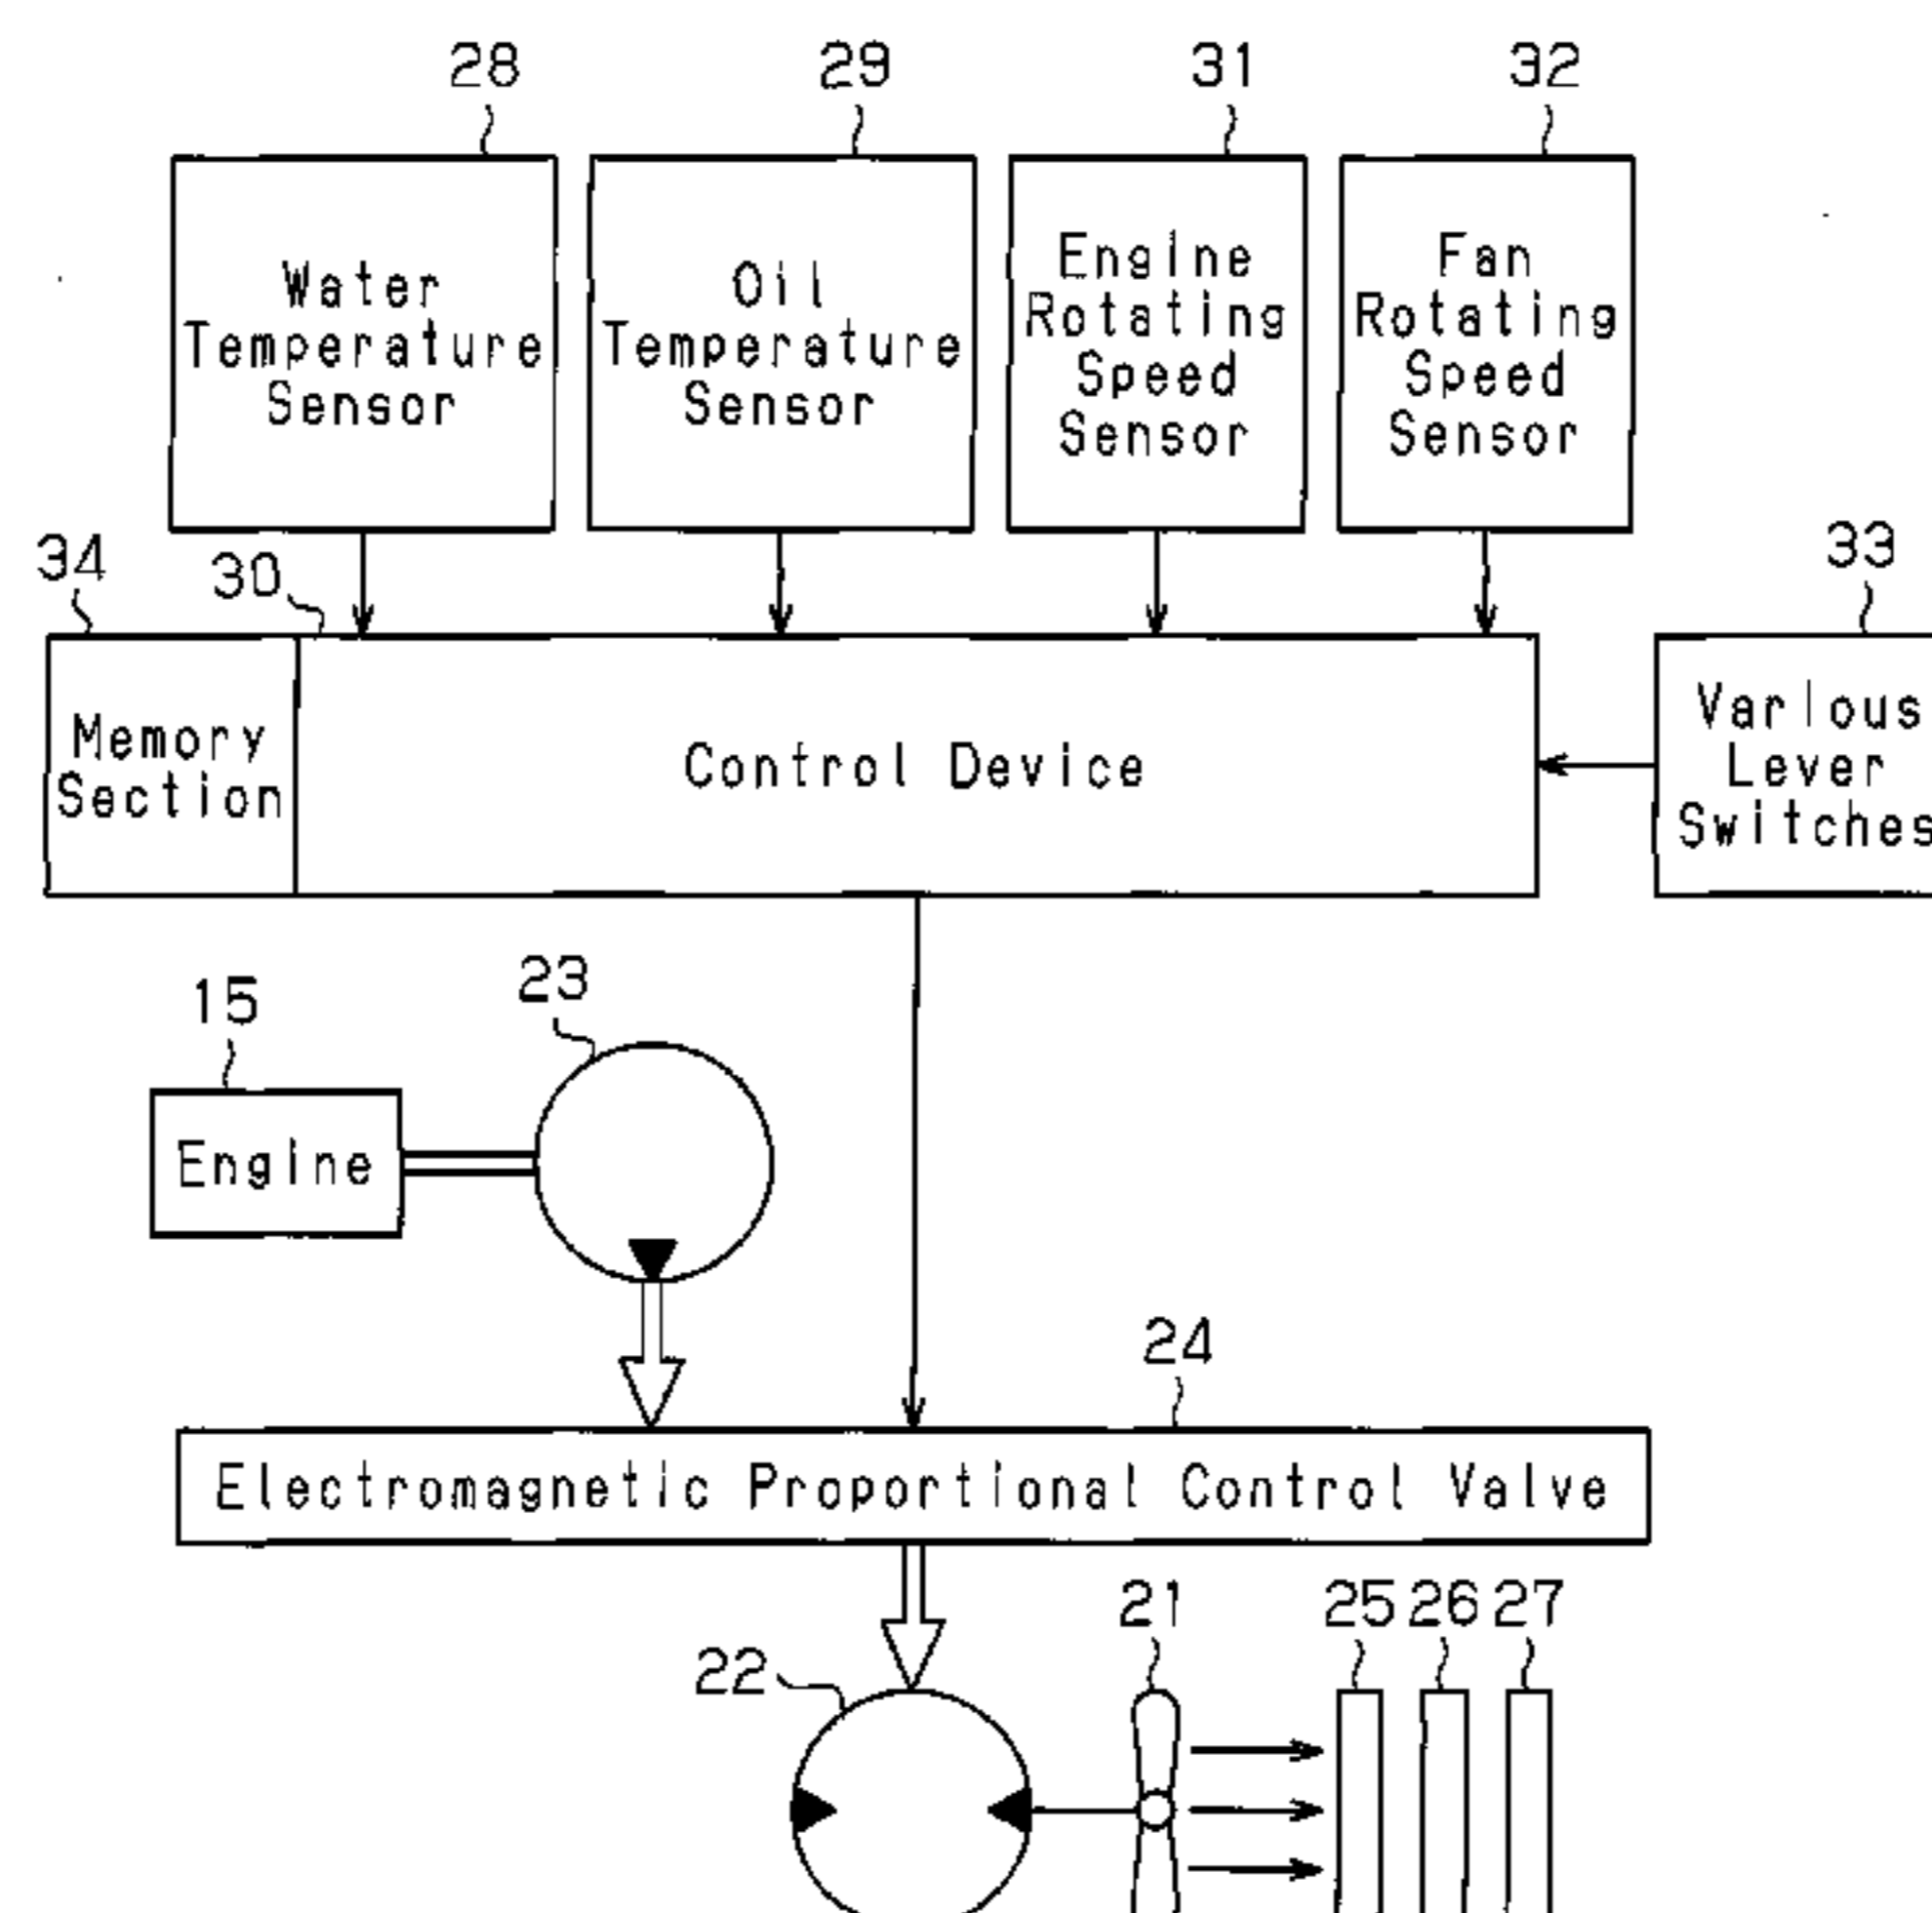 28
29
31
32
Water
Temperature
Sensor
Oil
Temperature
Sensor
Engine
Rotating
Speed
Sensor
Fan
Rotating
Speed
Sensor
34
30
33
Memory
Section
Control Device
Various
Lever
Switches
15
23
Engine
24
Electromagnetic Proportional Control Valve
21
25 26 27
22